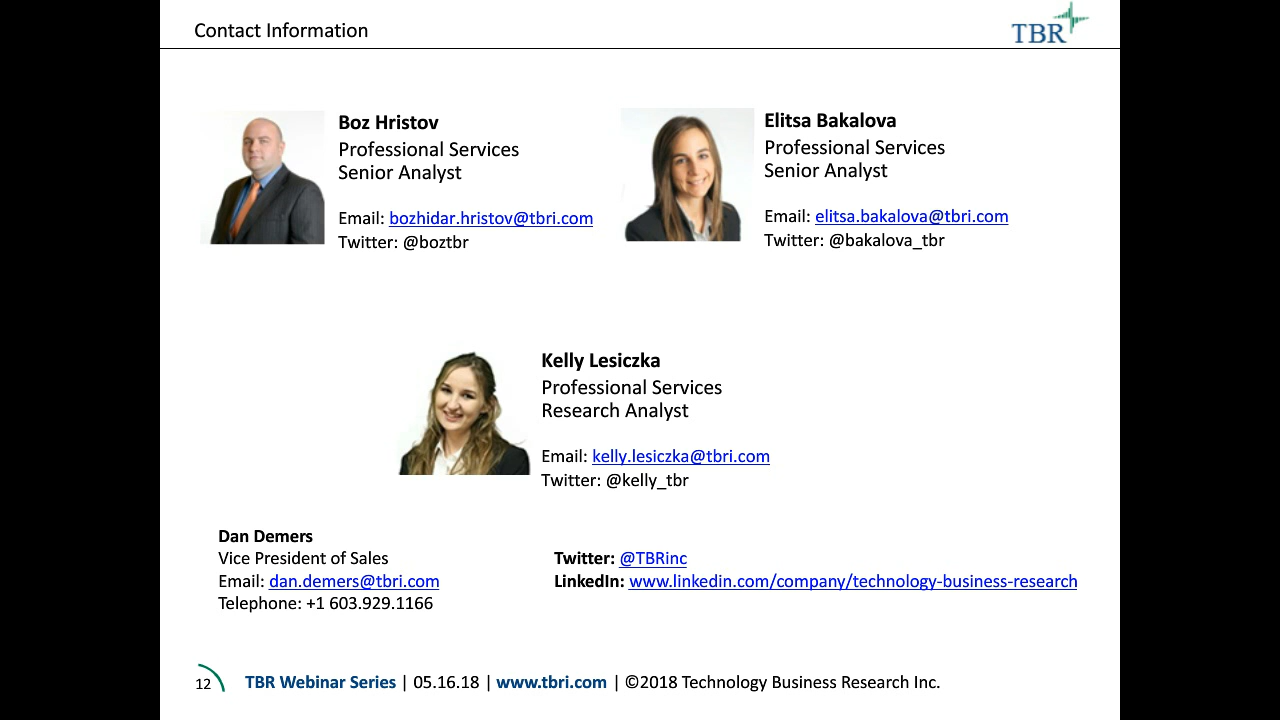 Contact Information
TBR
Boz Hristov
Professional Services
Senior Analyst
Email: bozhidar.hristov@tbri.com
Twitter: @boztbr
Elitsa Bakalova
Professional Services
Senior Analyst
Email: elitsa.bakalova@tbri.com
Twitter: @bakalova_tbr
Kelly Lesiczka
Professional Services
Research Analyst
Email: kelly.lesiczka@tbri.com
Twitter: @kelly_tbr
Dan Demers
Vice President of Sales
Email: dan.demers@tbri.com
Telephone: +1 603.929.1166
Twitter: @TBRinc
LinkedIn: www.linkedin.com/company/technology-business-research
12 TBR Webinar Series | 05.16.18 | www.tbri.com | ©2018 Technology Business Research Inc.